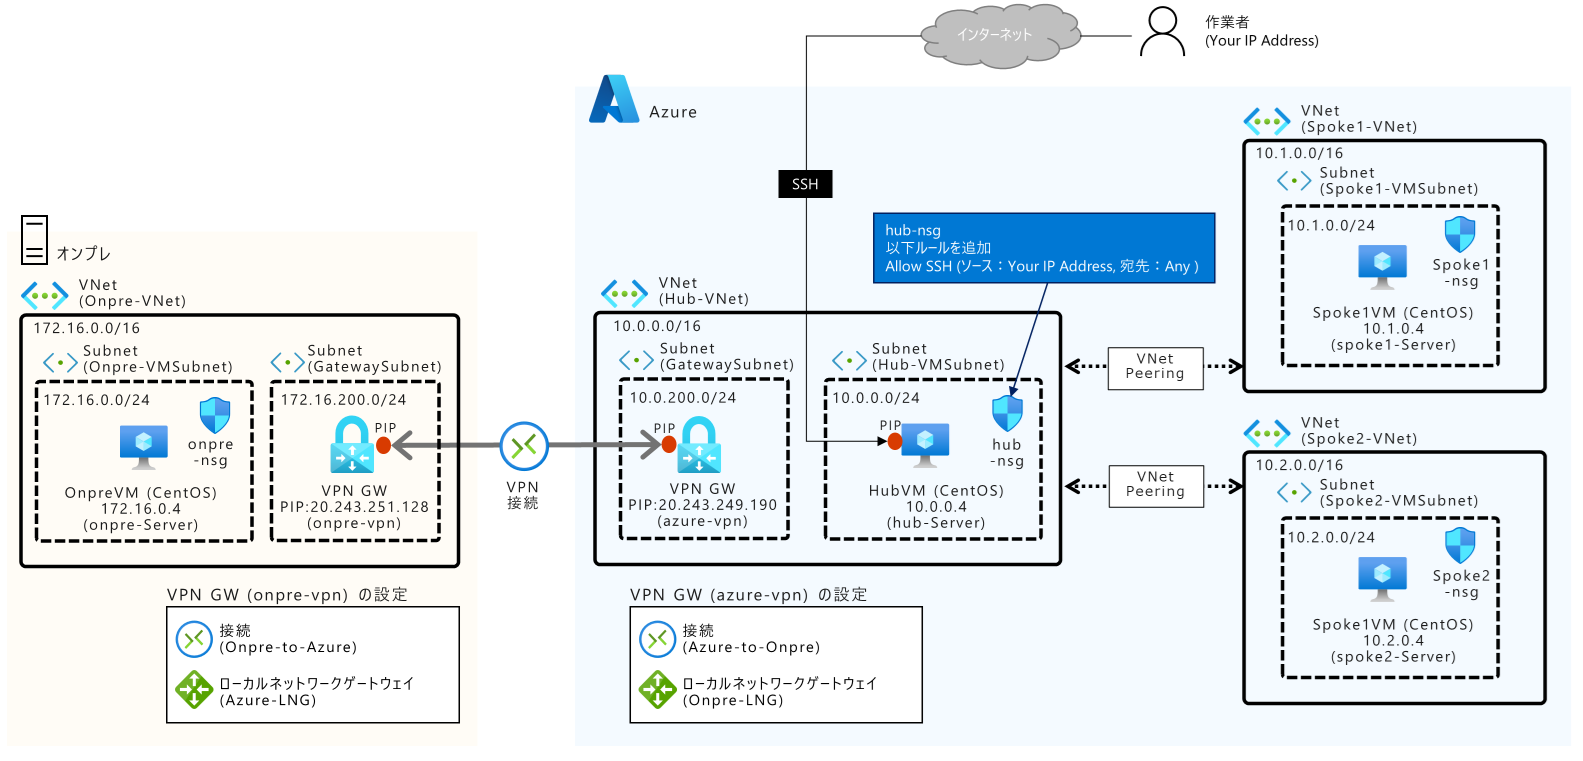 インターネット
作業者
(Your IP Address)
Azure
SSH
hub-nsg
以下ルールを追加
Allow SSH (ソース：Your IP Address, 宛先：Any )
オンプレ
VNet
(Onpre-VNet)
172.16.0.0/16
Subnet
(Onpre-VMSubnet)
172.16.0.0/24
onpre
-nsg
OnpreVM (CentOS)
172.16.0.4
(onpre-Server)
Subnet
(GatewaySubnet)
172.16.200.0/24
PIP
VPN GW
PIP:20.243.251.128
(onpre-vpn)
VPN
接続
VNet
(Hub-VNet)
10.0.0.0/16
Subnet
(GatewaySubnet)
10.0.200.0/24
PIP
VPN GW
PIP:20.243.249.190
(azure-vpn)
Subnet
(Hub-VMSubnet)
10.0.0.0/24
PIP
hub
-nsg
HubVM (CentOS)
10.0.0.4
(hub-Server)
VNet
Peering
VNet
Peering
VNet
(Spoke1-VNet)
10.1.0.0/16
Subnet
(Spoke1-VMSubnet)
10.1.0.0/24
Spoke1
-nsg
Spoke1VM (CentOS)
10.1.0.4
(spoke1-Server)
VNet
(Spoke2-VNet)
10.2.0.0/16
Subnet
(Spoke2-VMSubnet)
10.2.0.0/24
Spoke2
-nsg
Spoke1VM (CentOS)
10.2.0.4
(spoke2-Server)
VPN GW (onpre-vpn) の設定
接続
(Onpre-to-Azure)
ローカルネットワークゲートウェイ
(Azure-LNG)
VPN GW (azure-vpn) の設定
接続
(Azure-to-Onpre)
ローカルネットワークゲートウェイ
(Onpre-LNG)